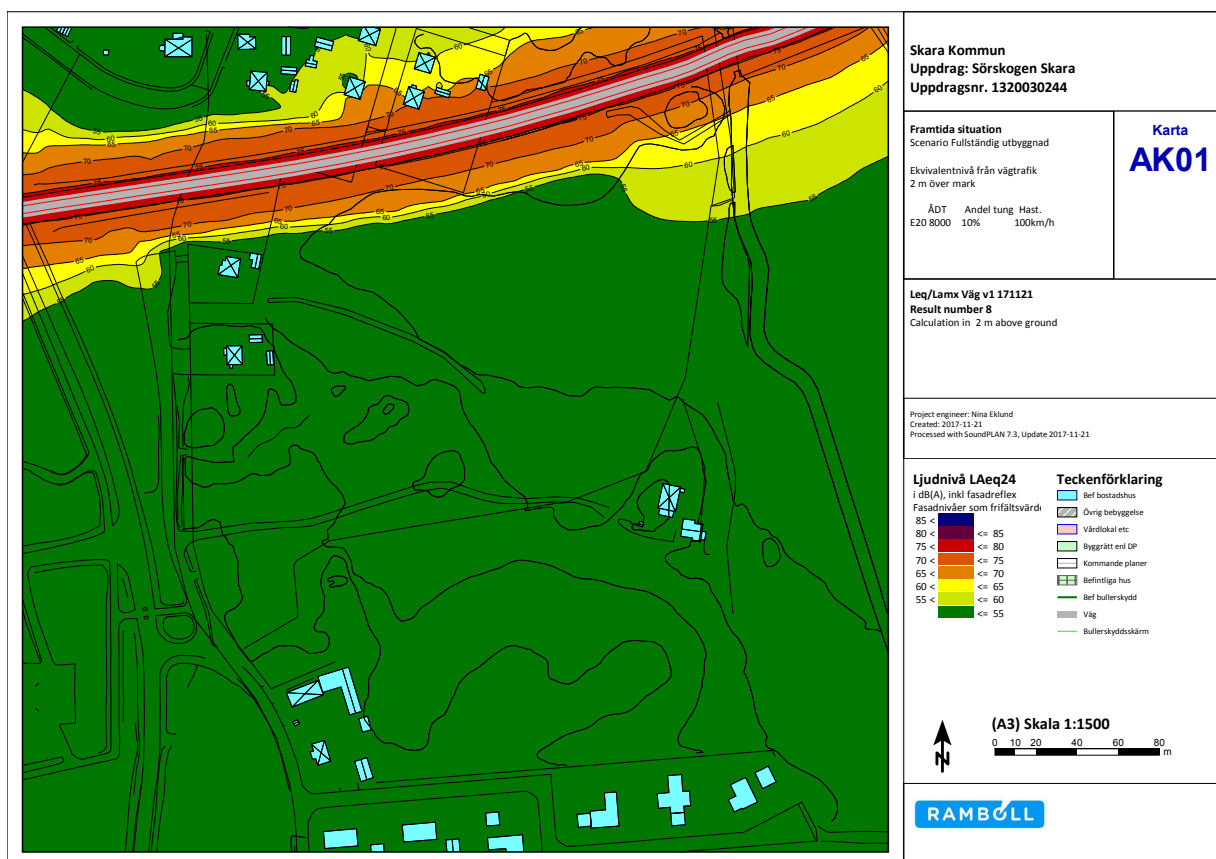 Skara Kommun
Uppdrag: Sörskogen Skara
Uppdragsnr. 1320030244
Framtida situation
Scenario Fullständig utbyggnad
Ekvivalentnivå från vägtrafik
2 m över mark
ÅDT Andel tung Hast.
E20 8000 10% 100km/h
Karta
AK01
Leq/Lamx Väg v1 171121
Result number 8
Calculation in 2 m above ground
Project engineer: Nina Eklund
Created: 2017-11-21
Processed with SoundPLAN 7.3, Update 2017-11-21
Ljudnivå LAeq24
i dB(A), inkl fasadreflex
Fasadnivåer som frifältsvärde
85 <
80 < <= 85
75 < <= 80
70 < <= 75
65 < <= 70
60 < <= 65
55 < <= 60
<= 55
Teckenförklaring
Bef bostadshus
Övrig bebyggelse
Vårdlokal etc
Byggrätt enl DP
Kommande planer
Befintliga hus
Bef bullerskydd
Väg
Bullerskyddsskärm
N
(A3) Skala 1:1500
0 10 20 40 60 80
m
RAMBOLL